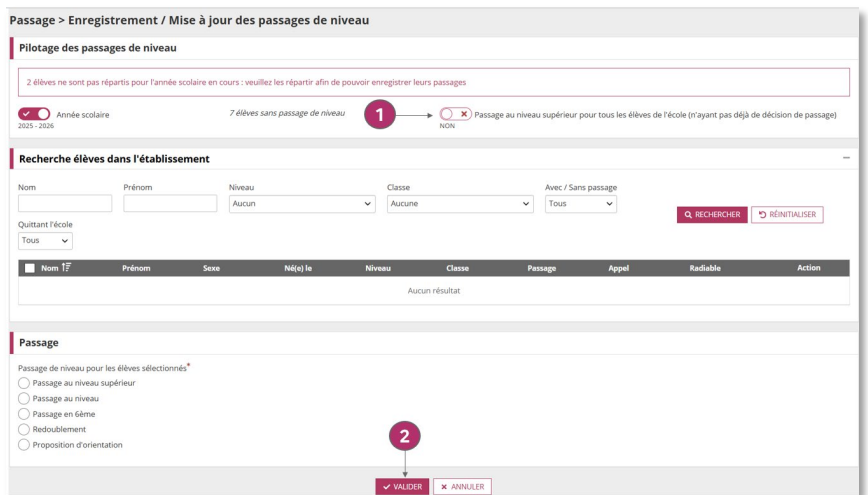 Passage > Enregistrement / Mise à jour des passages de niveau
Pilotage des passages de niveau
2 élèves ne sont pas répartis pour l'année scolaire en cours : veuillez les répartir afin de pouvoir enregistrer leurs passages
Année scolaire
2025 - 2026
7 élèves sans passage de niveau
1
NON
Passage au niveau supérieur pour tous les élèves de l'école (n'ayant pas déjà de décision de passage)
Recherche élèves dans l'établissement
Nom Prénom Niveau Classe Avec / Sans passage
Aucun Aucune Tous
RECHERCHER RÉINITIALISER
Quittant l'école
Tous
Nom Prénom Sexe Né(e) le Niveau Classe Passage Appel Radiable Action
Aucun résultat
Passage
Passage de niveau pour les élèves sélectionnés*
Passage au niveau supérieur
Passage au niveau
Passage en 6ème
Redoublement
Proposition d'orientation
2
VALIDER ANNULER